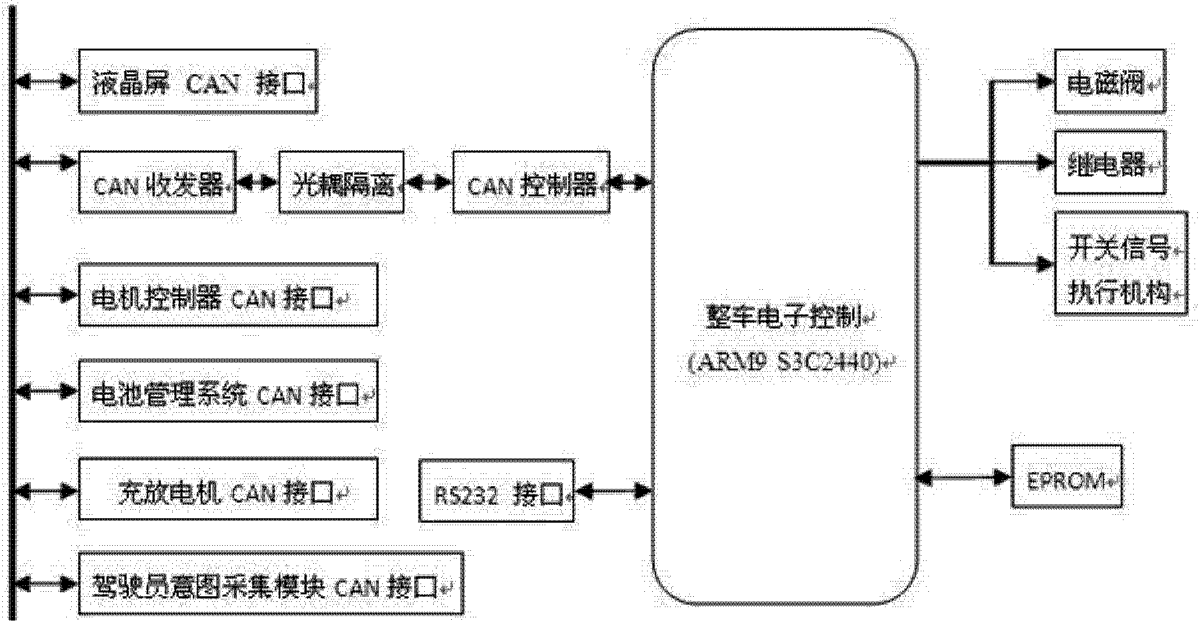 液晶屏 CAN 接口
CAN 收发器
光耦隔离
CAN 控制器
电机控制器 CAN 接口
电池管理系统 CAN 接口
充放电机 CAN 接口
驾驶员意图采集模块 CAN 接口
RS232 接口
整车电子控制
(ARM9 S3C2440)
电磁阀
继电器
开关信号
执行机构
EPROM